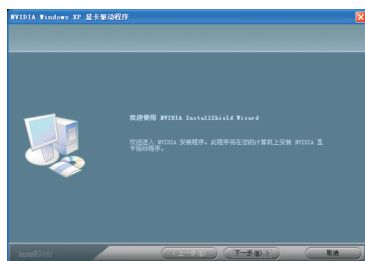 NVIDIA Windows XP 显卡驱动程序
欢迎使用 NVIDIA InstallShield Wizard
欢迎进入 NVIDIA 安装程序。此程序将在您的计算机上安装 NVIDIA 显
卡驱动程序。
InstallShield
< 上一步(B)
下一步(N) >
取消